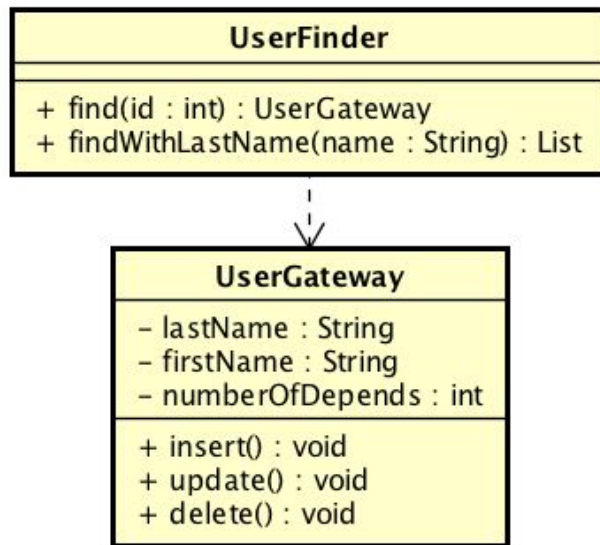 UserFinder
+ find(id : int) : UserGateway
+ findWithLastName(name : String) : List
UserGateway
– lastName : String
– firstName : String
– numberOfDepends : int
+ insert() : void
+ update() : void
+ delete() : void